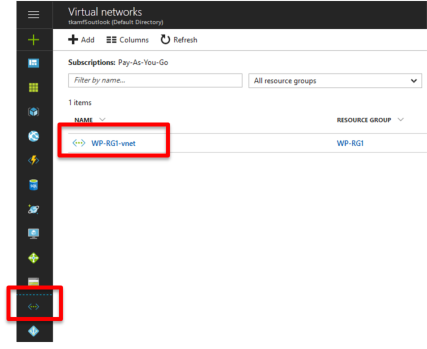 Virtual networks
tkarnf5outlook (Default Directory)
Add Columns Refresh
Subscriptions: Pay-As-You-Go
Filter by name...
All resource groups
1 items
NAME
RESOURCE GROUP
WP-RG1-vnet
WP-RG1